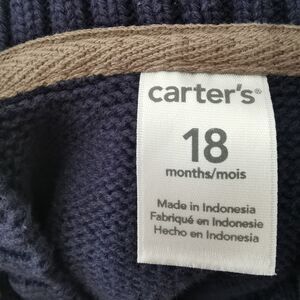 carter's®
18
months/mois
Made in Indonesia
Fabriqué en Indonesie
Hecho en Indonesia